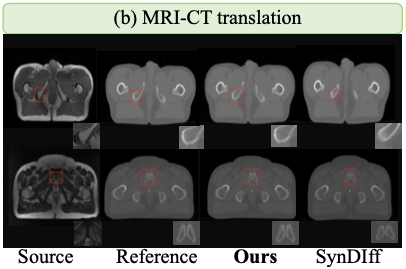 (b) MRI-CT translation
Source Reference Ours SynDIff